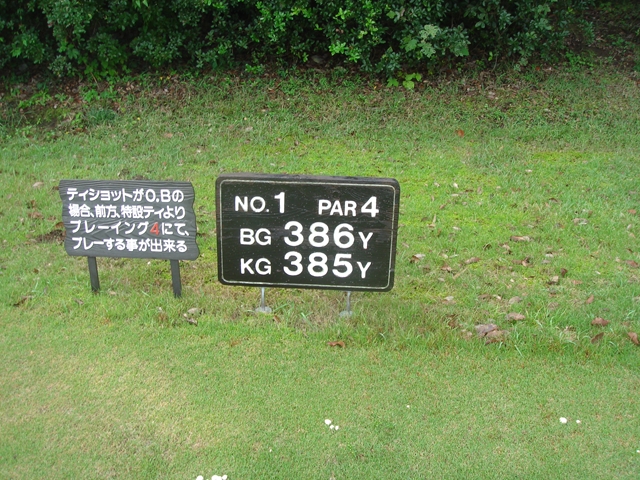 ティショットがO.Bの
場合、前方、特設ティより
プレーイング4にて、
プレーする事が出来る
NO.1 PAR4
BG 386Y
KG 385Y